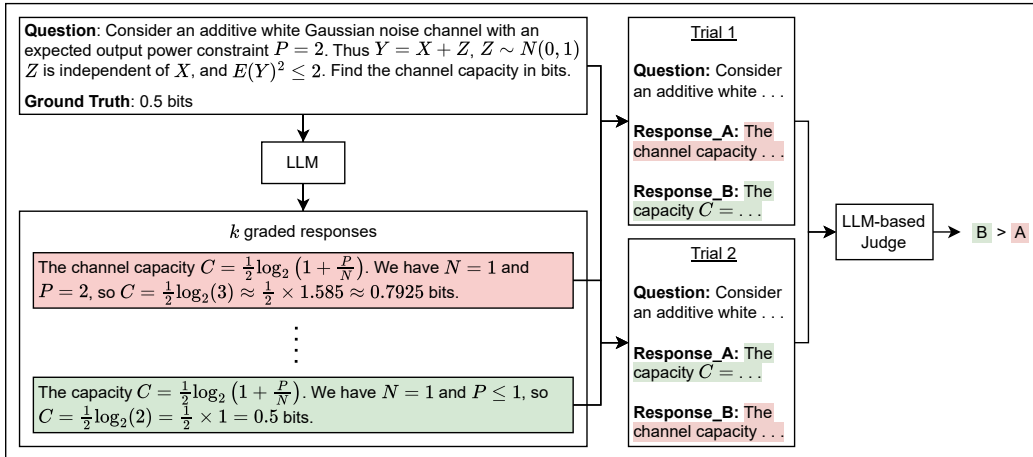 Question: Consider an additive white Gaussian noise channel with an
expected output power constraint P = 2. Thus Y = X + Z, Z ∼ N(0, 1)
Z is independent of X, and E(Y)² ≤ 2. Find the channel capacity in bits.
Ground Truth: 0.5 bits
LLM
k graded responses
The channel capacity C = ½ log₂ (1 + P/N). We have N = 1 and
P = 2, so C = ½ log₂(3) ≈ ½ × 1.585 ≈ 0.7925 bits.
⋮
The capacity C = ½ log₂ (1 + P/N). We have N = 1 and P ≤ 1, so
C = ½ log₂(2) = ½ × 1 = 0.5 bits.
Trial 1
Question: Consider
an additive white . . .
Response_A: The
channel capacity . . .
Response_B: The
capacity C = . . .
Trial 2
Question: Consider
an additive white . . .
Response_A: The
capacity C = . . .
Response_B: The
channel capacity . . .
LLM-based
Judge
B > A